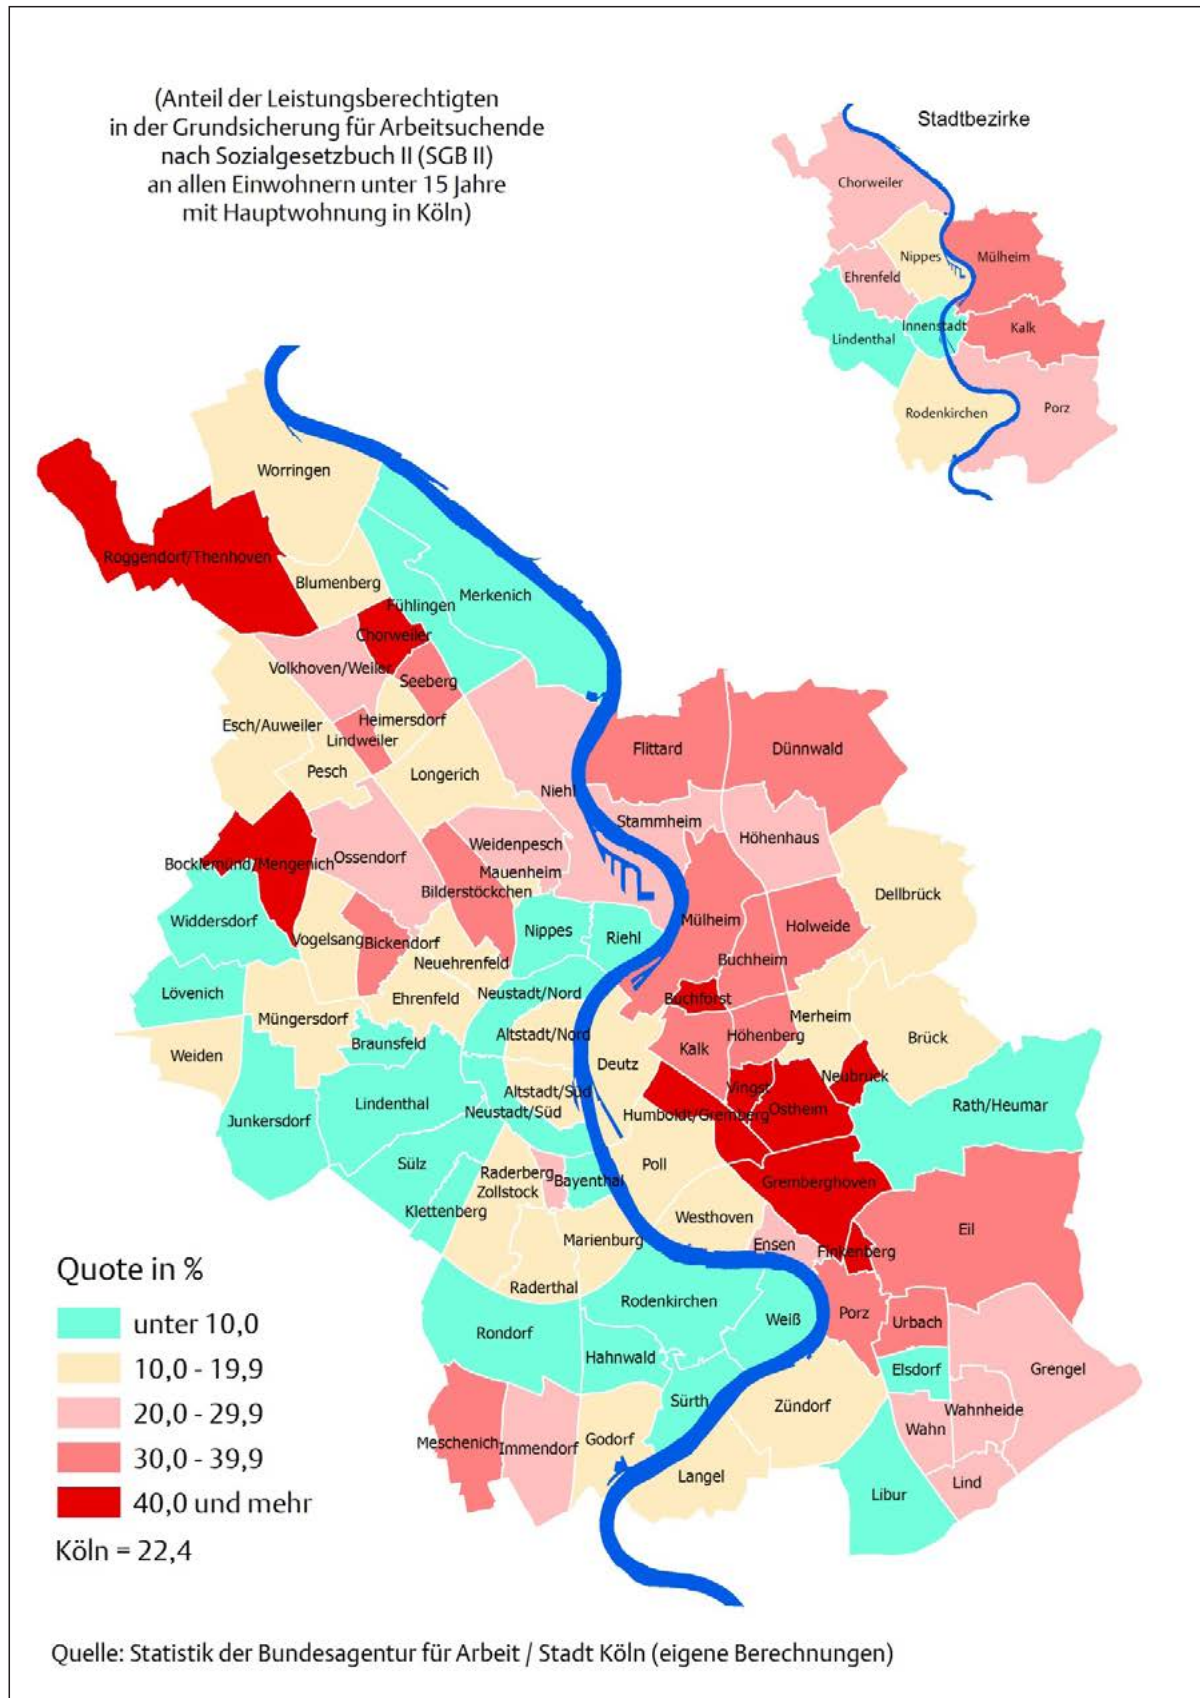 (Anteil der Leistungsberechtigten
in der Grundsicherung für Arbeitsuchende
nach Sozialgesetzbuch II (SGB II)
an allen Einwohnern unter 15 Jahre
mit Hauptwohnung in Köln)
Stadtbezirke
Chorweiler
Nippes
Mülheim
Ehrenfeld
Innenstadt
Kalk
Lindenthal
Rodenkirchen
Porz
Worringen
Roggendorf/Thenhoven
Blumenberg
Merkenich
Fühlingen
Chorweiler
Volkhoven/Weiler
Seeberg
Esch/Auweiler
Heimersdorf
Lindweiler
Pesch
Longerich
Flittard
Dünnwald
Niehl
Stammheim
Höhenhaus
Weidenpesch
Ossendorf
Bocklemünd/Mengenich
Mauenheim
Bilderstöckchen
Dellbrück
Widdersdorf
Mülheim
Holweide
Nippes
Riehl
Vogelsang
Bickendorf
Buchheim
Neuehrenfeld
Lövenich
Neustadt/Nord
Ehrenfeld
Buchforst
Müngersdorf
Merheim
Altstadt/Nord
Höhenberg
Brück
Braunsfeld
Kalk
Weiden
Deutz
Neubrück
Vingst
Altstadt/Süd
Lindenthal
Rath/Heumar
Neustadt/Süd
Humboldt/Gremberg
Ostheim
Junkersdorf
Sülz
Poll
Raderberg
Bayenthal
Gremberghoven
Zollstock
Klettenberg
Westhoven
Eil
Marienburg
Ensen
Finkenberg
Raderthal
Rodenkirchen
Weiß
Porz
Urbach
Rondorf
Hahnwald
Elsdorf
Grengel
Sürth
Zündorf
Wahnheide
Wahn
Meschenich
Immendorf
Godorf
Langel
Lind
Libur
Quote in %
unter 10,0
10,0 - 19,9
20,0 - 29,9
30,0 - 39,9
40,0 und mehr
Köln = 22,4
Quelle: Statistik der Bundesagentur für Arbeit / Stadt Köln (eigene Berechnungen)